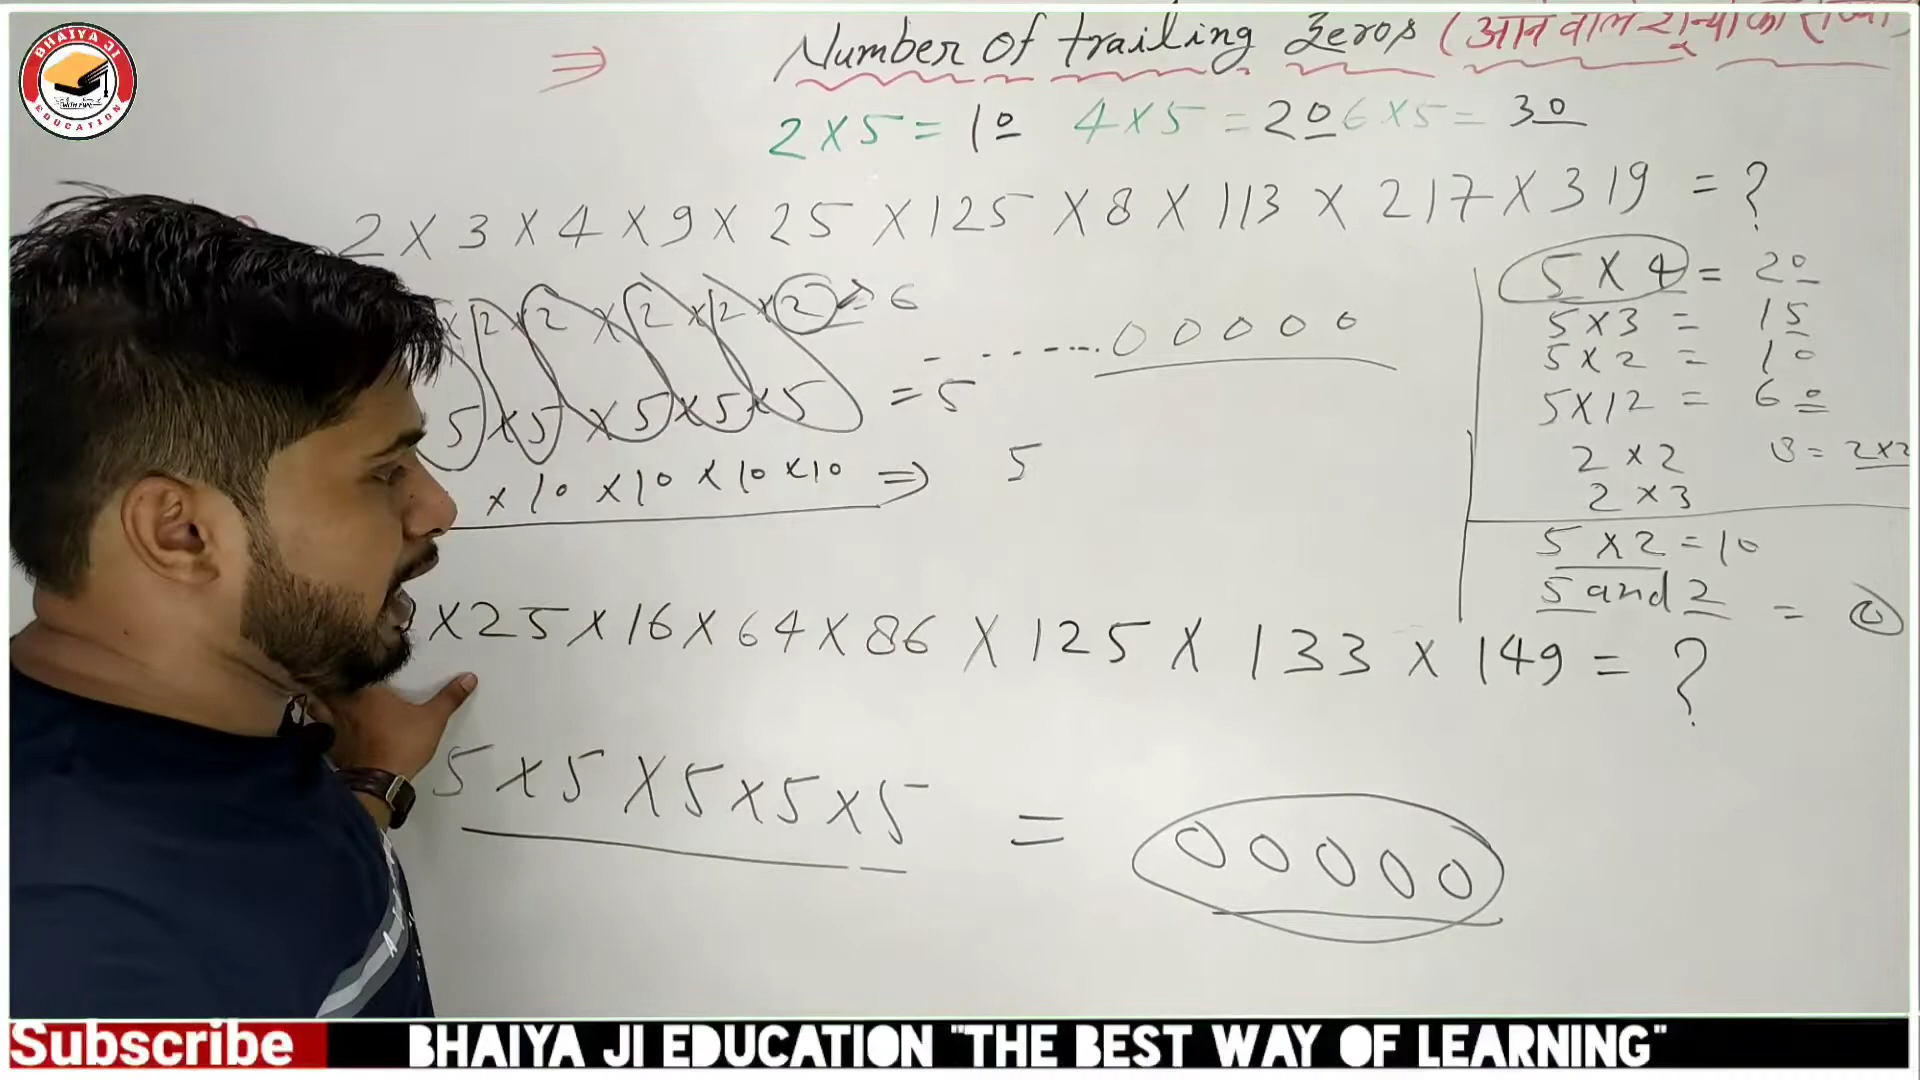 BHAIYA JI
EDUCATION
⇒ Number of trailing Zeros (आने वाले शून्यों की संख्या)
2 X 5 = 10 4 X 5 = 20 6 X 5 = 30
2 X 3 X 4 X 9 X 25 X 125 X 8 X 113 X 217 X 319 = ?
X 2 X 2 X 2 X 2 X 2 ⇒ 6
- - - - - - .... 0 0 0 0 0
5 X 5 X 5 X 5 X 5 = 5
X 10 X 10 X 10 X 10 ⇒ 5
5 X 4 = 20
5 X 3 = 15
5 X 2 = 10
5 X 12 = 60
2 X 2 8 = 2 X 2
2 X 3
5 X 2 = 10
5 and 2 = 0
X 25 X 16 X 64 X 86 X 125 X 133 X 149 = ?
5 X 5 X 5 X 5 X 5 = 0 0 0 0 0
Subscribe BHAIYA JI EDUCATION "THE BEST WAY OF LEARNING"